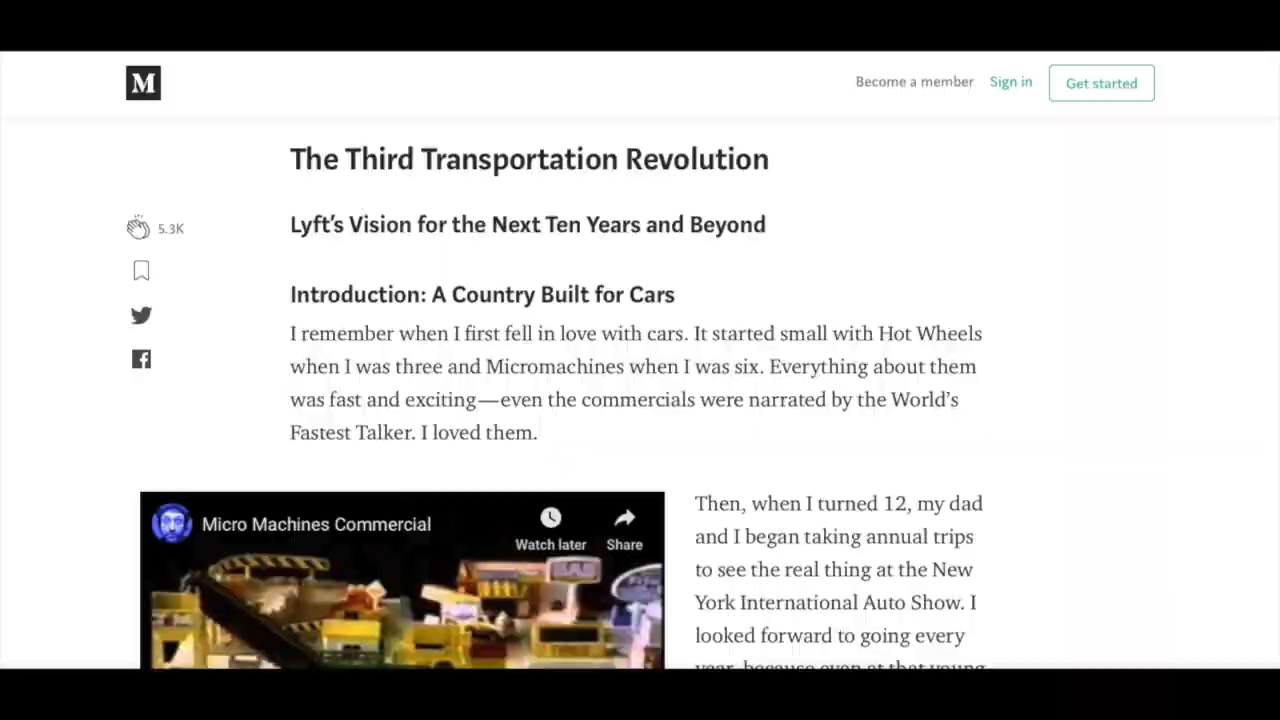 M
Become a member Sign in Get started
The Third Transportation Revolution
5.3K
Lyft's Vision for the Next Ten Years and Beyond
Introduction: A Country Built for Cars
I remember when I first fell in love with cars. It started small with Hot Wheels
when I was three and Micromachines when I was six. Everything about them
was fast and exciting—even the commercials were narrated by the World's
Fastest Talker. I loved them.
Micro Machines Commercial
Watch later Share
Then, when I turned 12, my dad
and I began taking annual trips
to see the real thing at the New
York International Auto Show. I
looked forward to going every
year, because even at that young